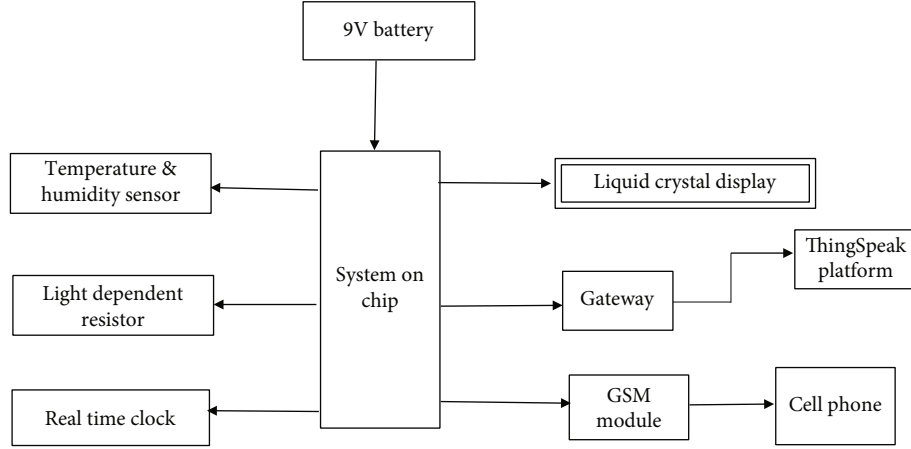 9V battery
Temperature &
humidity sensor
Liquid crystal display
ThingSpeak
platform
System on
chip
Light dependent
resistor
Gateway
Real time clock
GSM
module
Cell phone